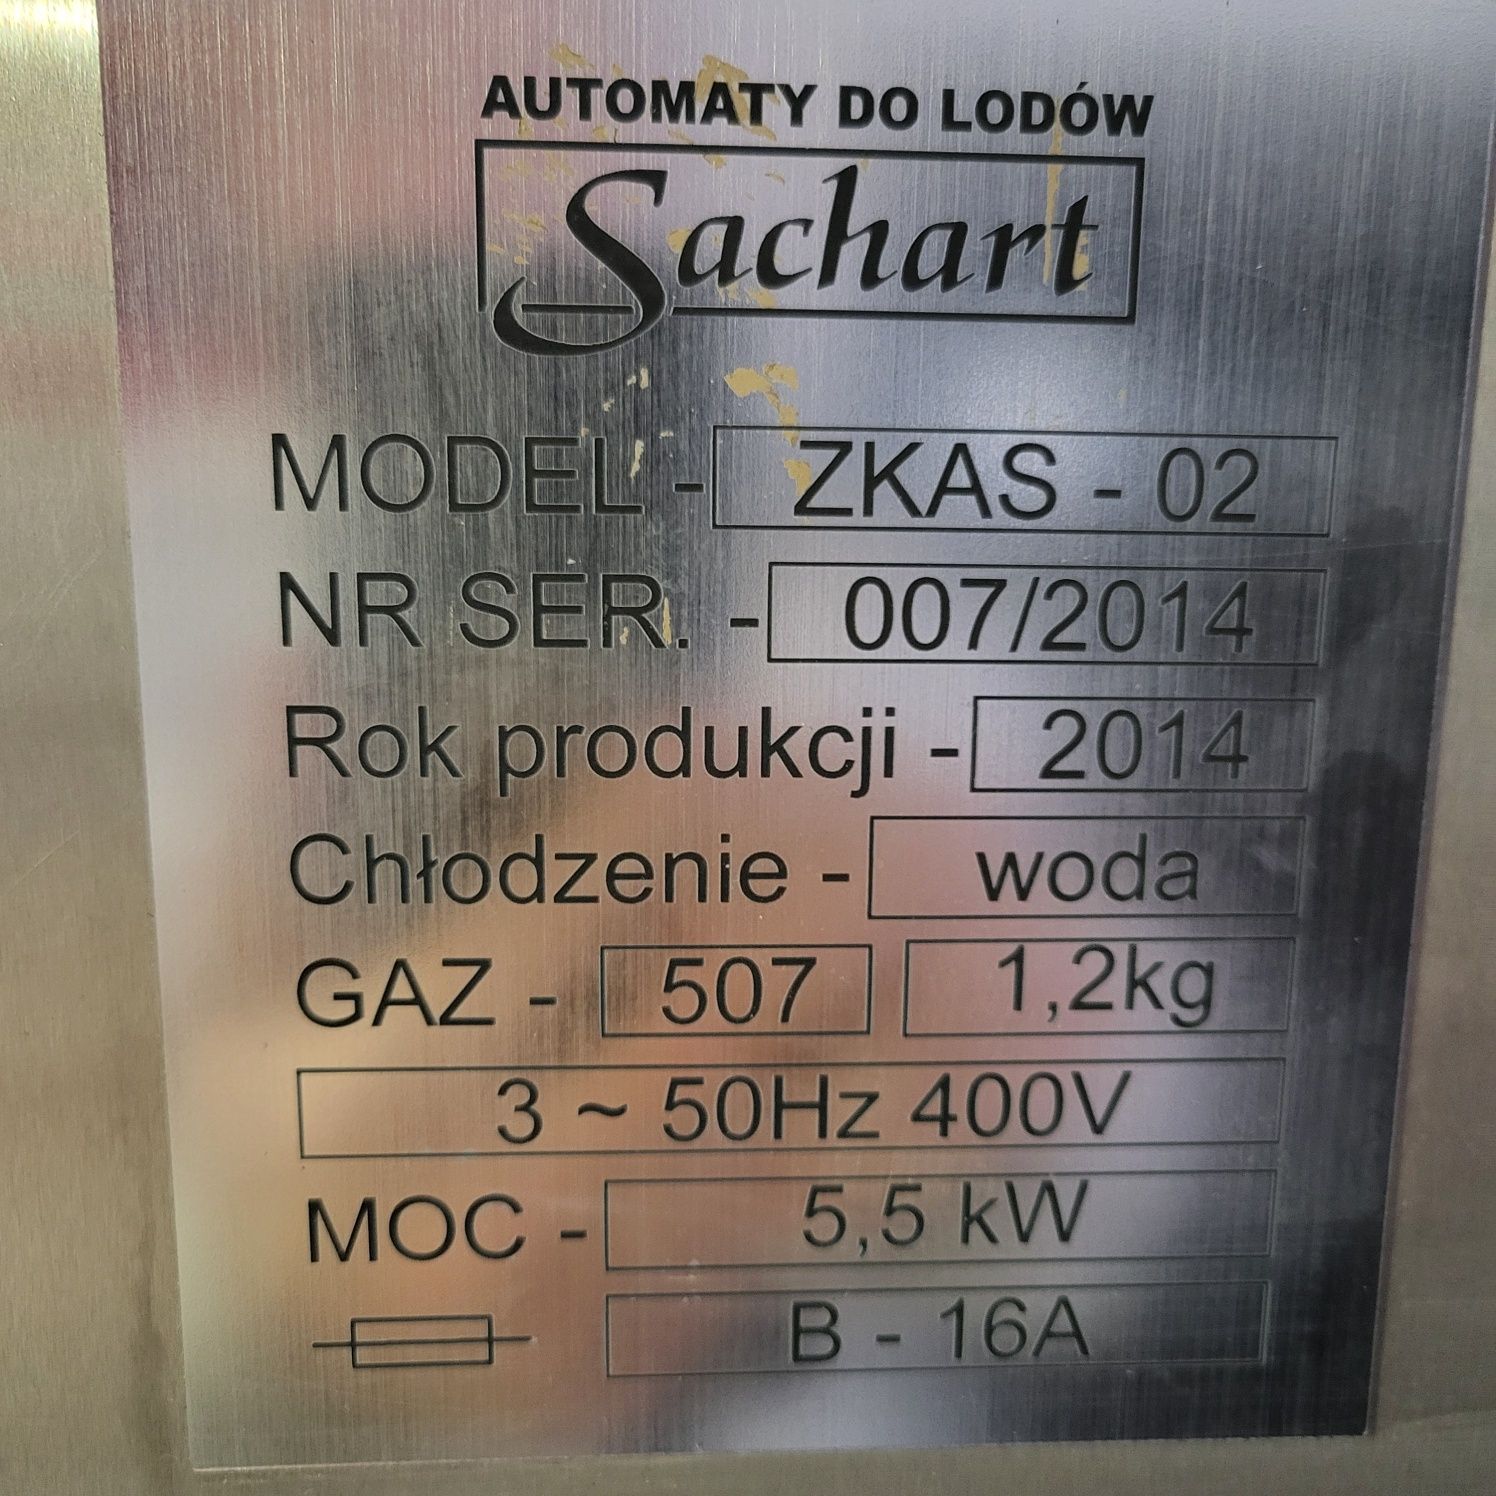 AUTOMATY DO LODÓW
Sachart
MODEL - ZKAS - 02
NR SER. - 007/2014
Rok produkcji - 2014
Chłodzenie - woda
GAZ - 507 1,2kg
3 ~ 50Hz 400V
MOC - 5,5 kW
B - 16A